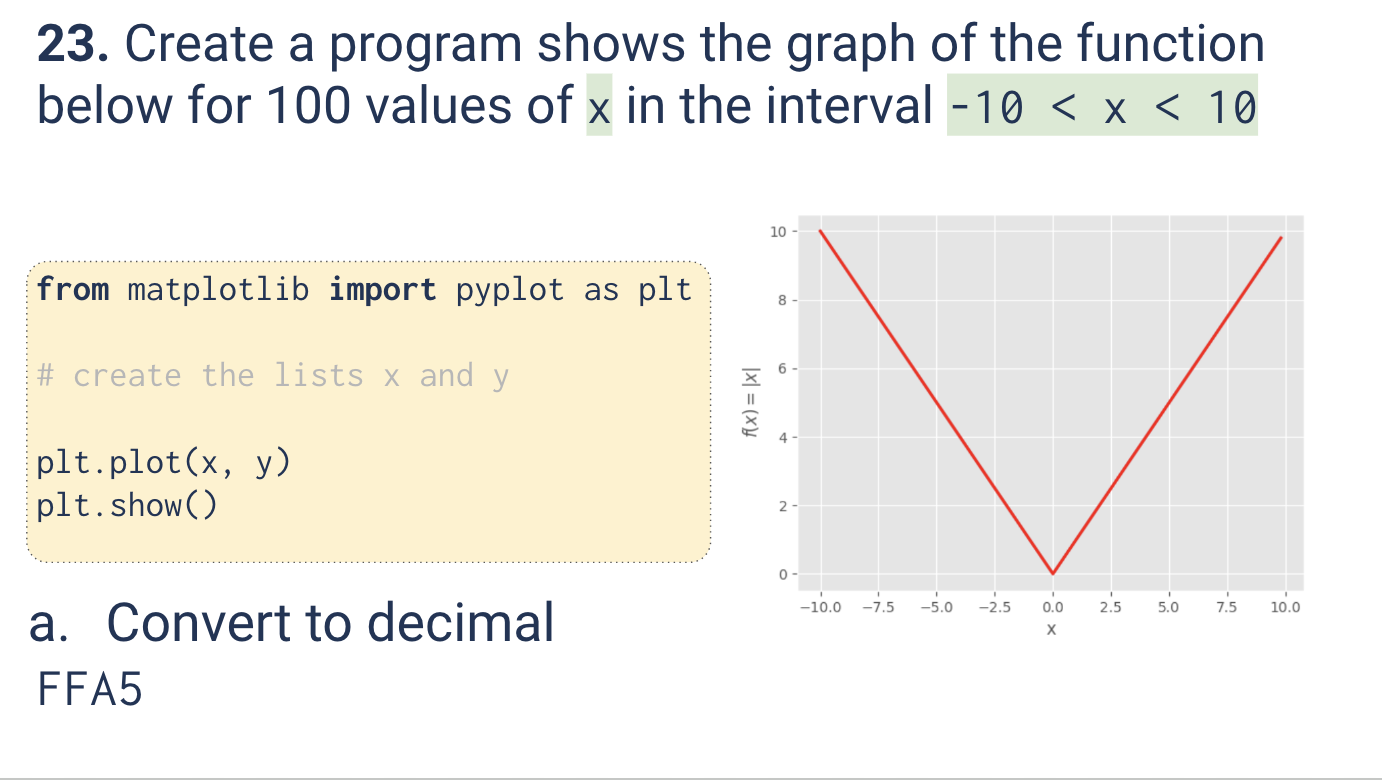 23. Create a program shows the graph of the function
below for 100 values of x in the interval -10 < x < 10
from matplotlib import pyplot as plt
# create the lists x and y
plt.plot(x, y)
plt.show()
10
8
6
4
2
0
f(x) = |x|
−10.0 −7.5 −5.0 −2.5 0.0 2.5 5.0 7.5 10.0
x
a. Convert to decimal
FFA5